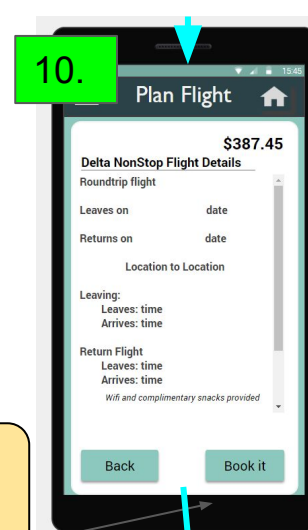 10.
15:45
Plan Flight
$387.45
Delta NonStop Flight Details
Roundtrip flight
Leaves on date
Returns on date
Location to Location
Leaving:
Leaves: time
Arrives: time
Return Flight
Leaves: time
Arrives: time
Wifi and complimentary snacks provided
Back Book it